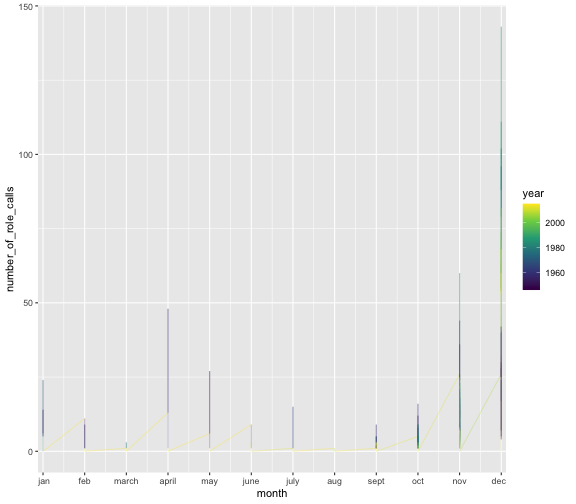 150
100
50
0
number_of_role_calls
jan feb march april may june july aug sept oct nov dec
month
year
2000
1980
1960